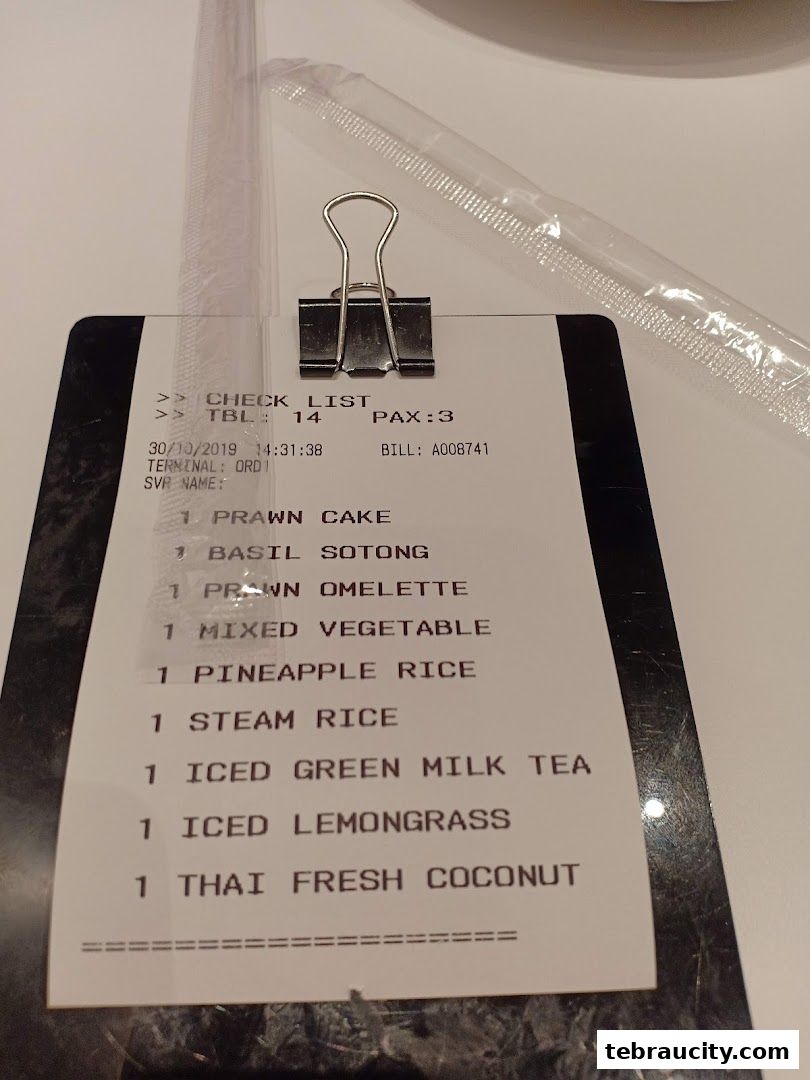 >> CHECK LIST
>> TBL: 14 PAX:3
30/10/2019 14:31:38 BILL: A008741
TERMINAL: ORD1
SVR NAME:
1 PRAWN CAKE
1 BASIL SOTONG
1 PRAWN OMELETTE
1 MIXED VEGETABLE
1 PINEAPPLE RICE
1 STEAM RICE
1 ICED GREEN MILK TEA
1 ICED LEMONGRASS
1 THAI FRESH COCONUT
=====================
tebraucity.com